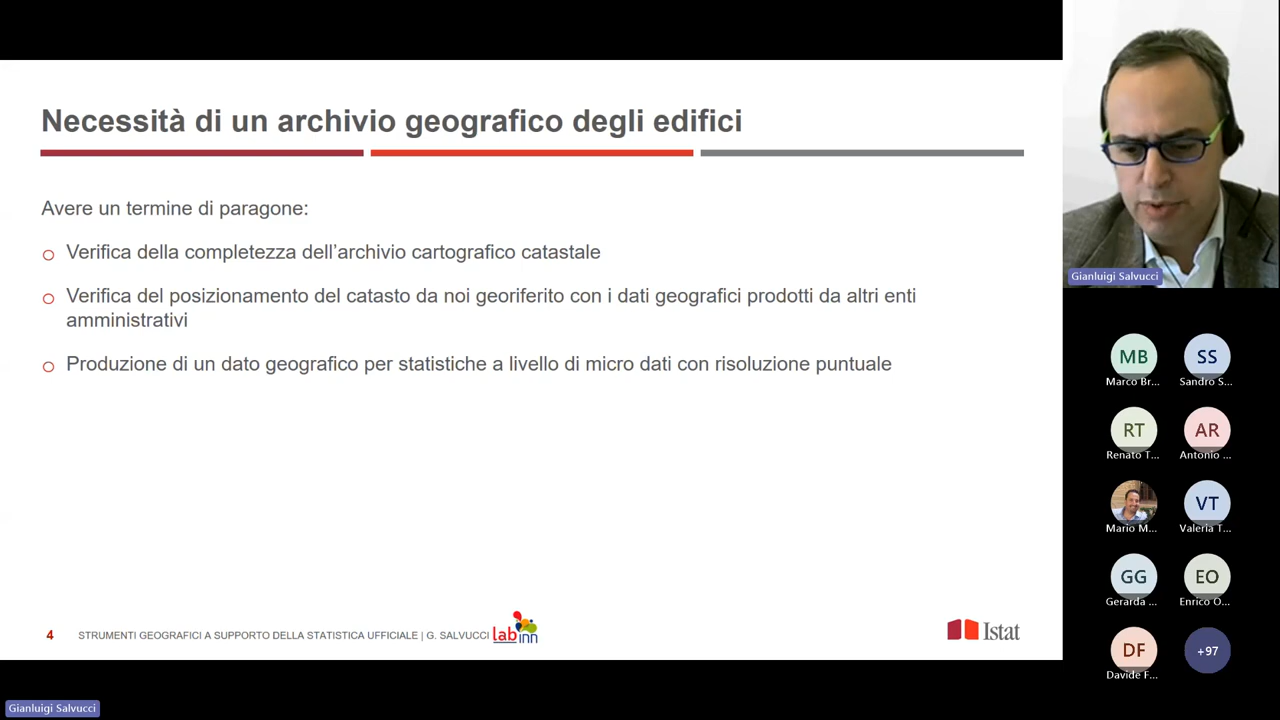 Necessità di un archivio geografico degli edifici
Avere un termine di paragone:
Verifica della completezza dell'archivio cartografico catastale
Verifica del posizionamento del catasto da noi georiferito con i dati geografici prodotti da altri enti
amministrativi
Produzione di un dato geografico per statistiche a livello di micro dati con risoluzione puntuale
4 STRUMENTI GEOGRAFICI A SUPPORTO DELLA STATISTICA UFFICIALE | G. SALVUCCI
lab inn
Istat
Gianluigi Salvucci
MB SS
Marco Br... Sandro S...
RT AR
Renato T... Antonio ...
VT
Mario M... Valeria T...
GG EO
Gerarda ... Enrico O...
DF +97
Davide F...
Gianluigi Salvucci